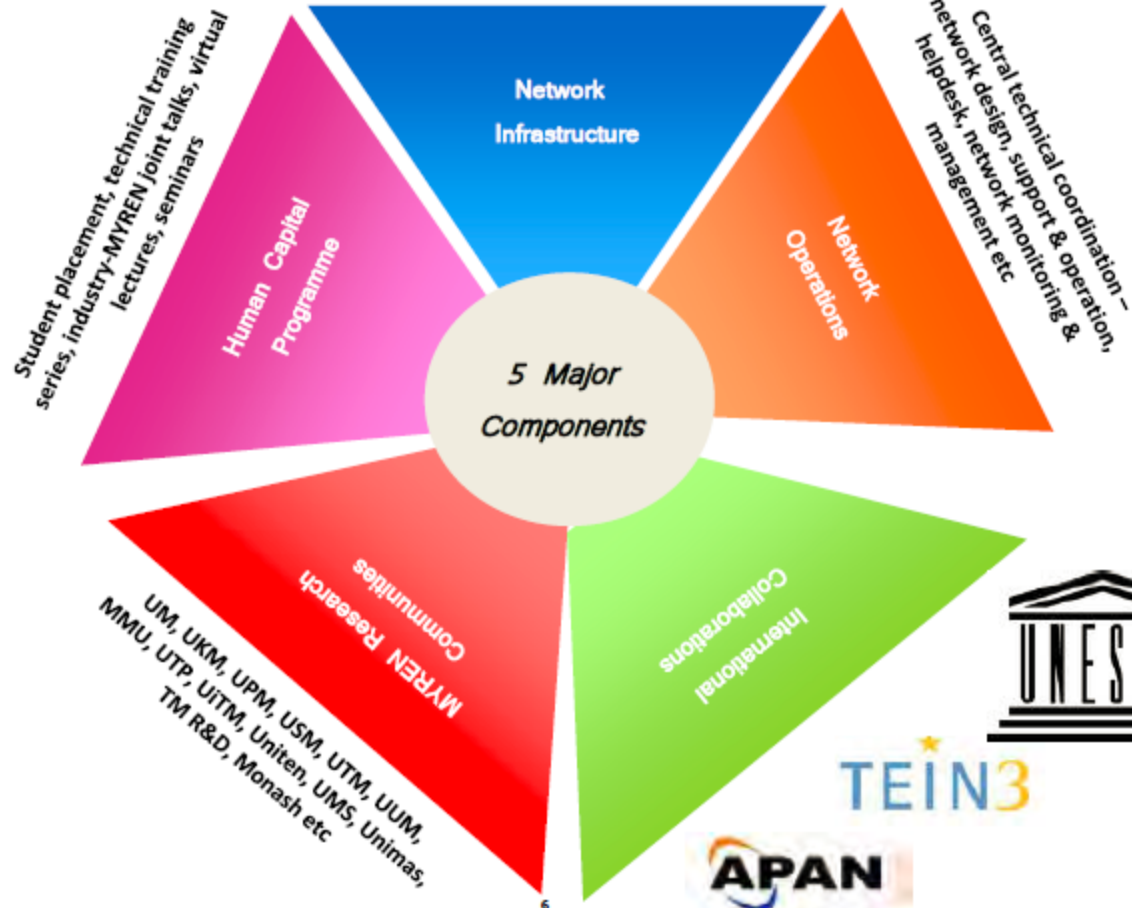 Network
Infrastructure
Central technical coordination –
network design, support & operation,
helpdesk, network monitoring &
management etc
Network
Operations
Student placement, technical training
series, industry-MYREN joint talks, virtual
lectures, seminars
Human Capital
Programme
5 Major
Components
MYREN Research
Communities
UM, UKM, UPM, USM, UTM, UUM,
MMU, UTP, UiTM, Uniten, UMS, Unimas,
TM R&D, Monash etc
International
Collaborations
UNES
TEIN3
APAN
6